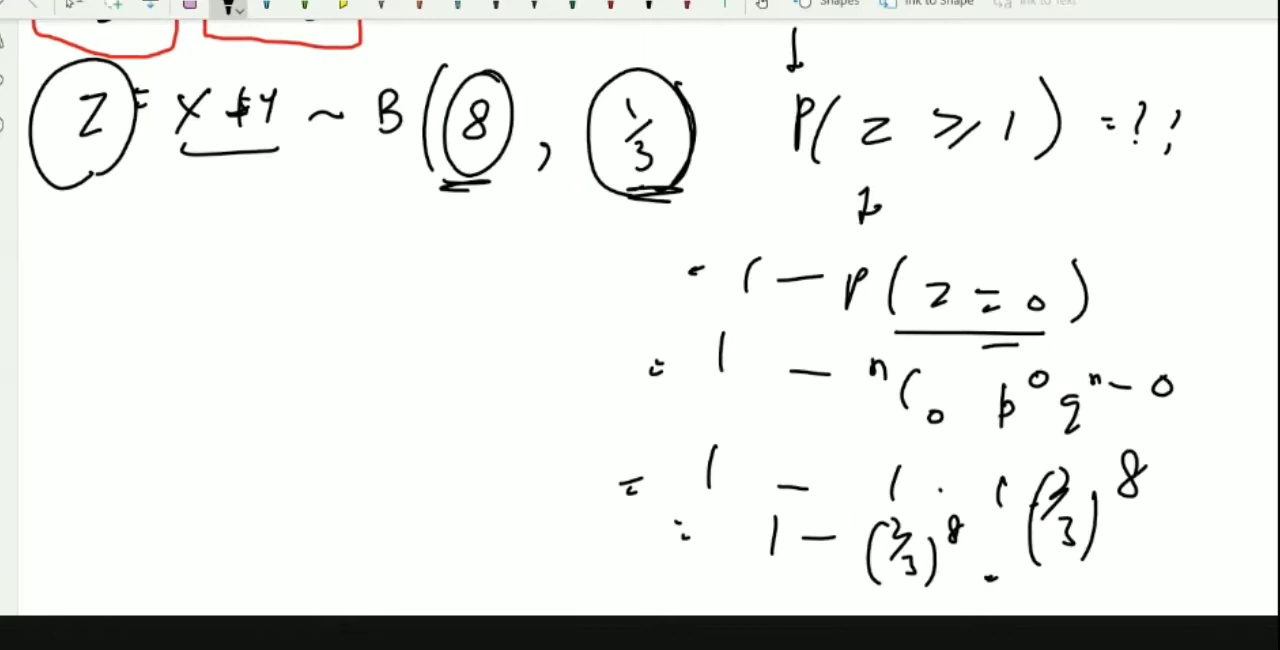 Shapes Ink to Shape Ink to Text
Z = X + Y ~ B(8, 1/3) P(Z ≥ 1) = ??
= 1 - P(Z = 0)
= 1 - ⁿC₀ p⁰ qⁿ⁻⁰
= 1 - 1 . 1 (2/3)⁸
= 1 - (2/3)⁸ .